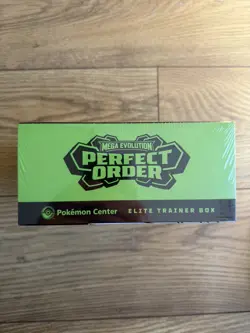 MEGA EVOLUTION
PERFECT
ORDER
Pokémon Center ELITE TRAINER BOX